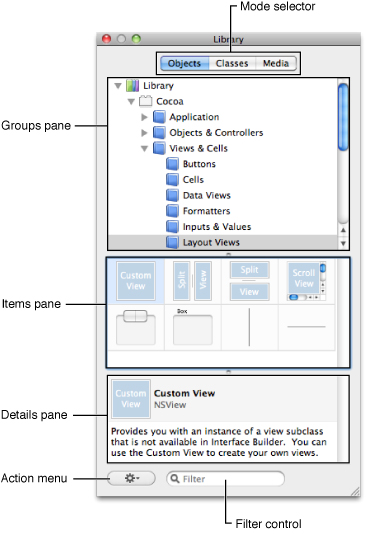 Mode selector
Library
Objects Classes Media
Library
Cocoa
Groups pane
Application
Objects & Controllers
Views & Cells
Buttons
Cells
Data Views
Formatters
Inputs & Values
Layout Views
Items pane
Custom View
Split View
Split View
Scroll View
Box
Details pane
Custom View
Custom View
NSView
Provides you with an instance of a view subclass
that is not available in Interface Builder. You can
use the Custom View to create your own views.
Action menu
Filter
Filter control